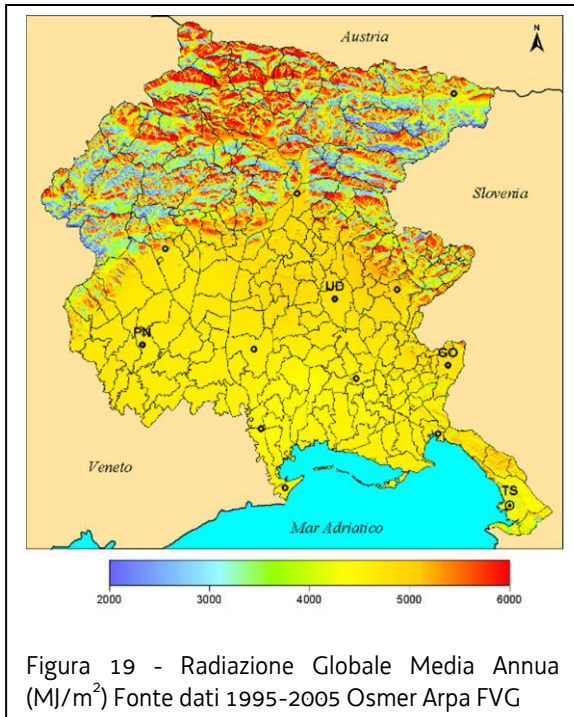 Austria
N
Slovenia
UD
PN
GO
Veneto
TS
Mar Adriatico
2000 3000 4000 5000 6000
Figura 19 - Radiazione Globale Media Annua
(MJ/m²) Fonte dati 1995-2005 Osmer Arpa FVG